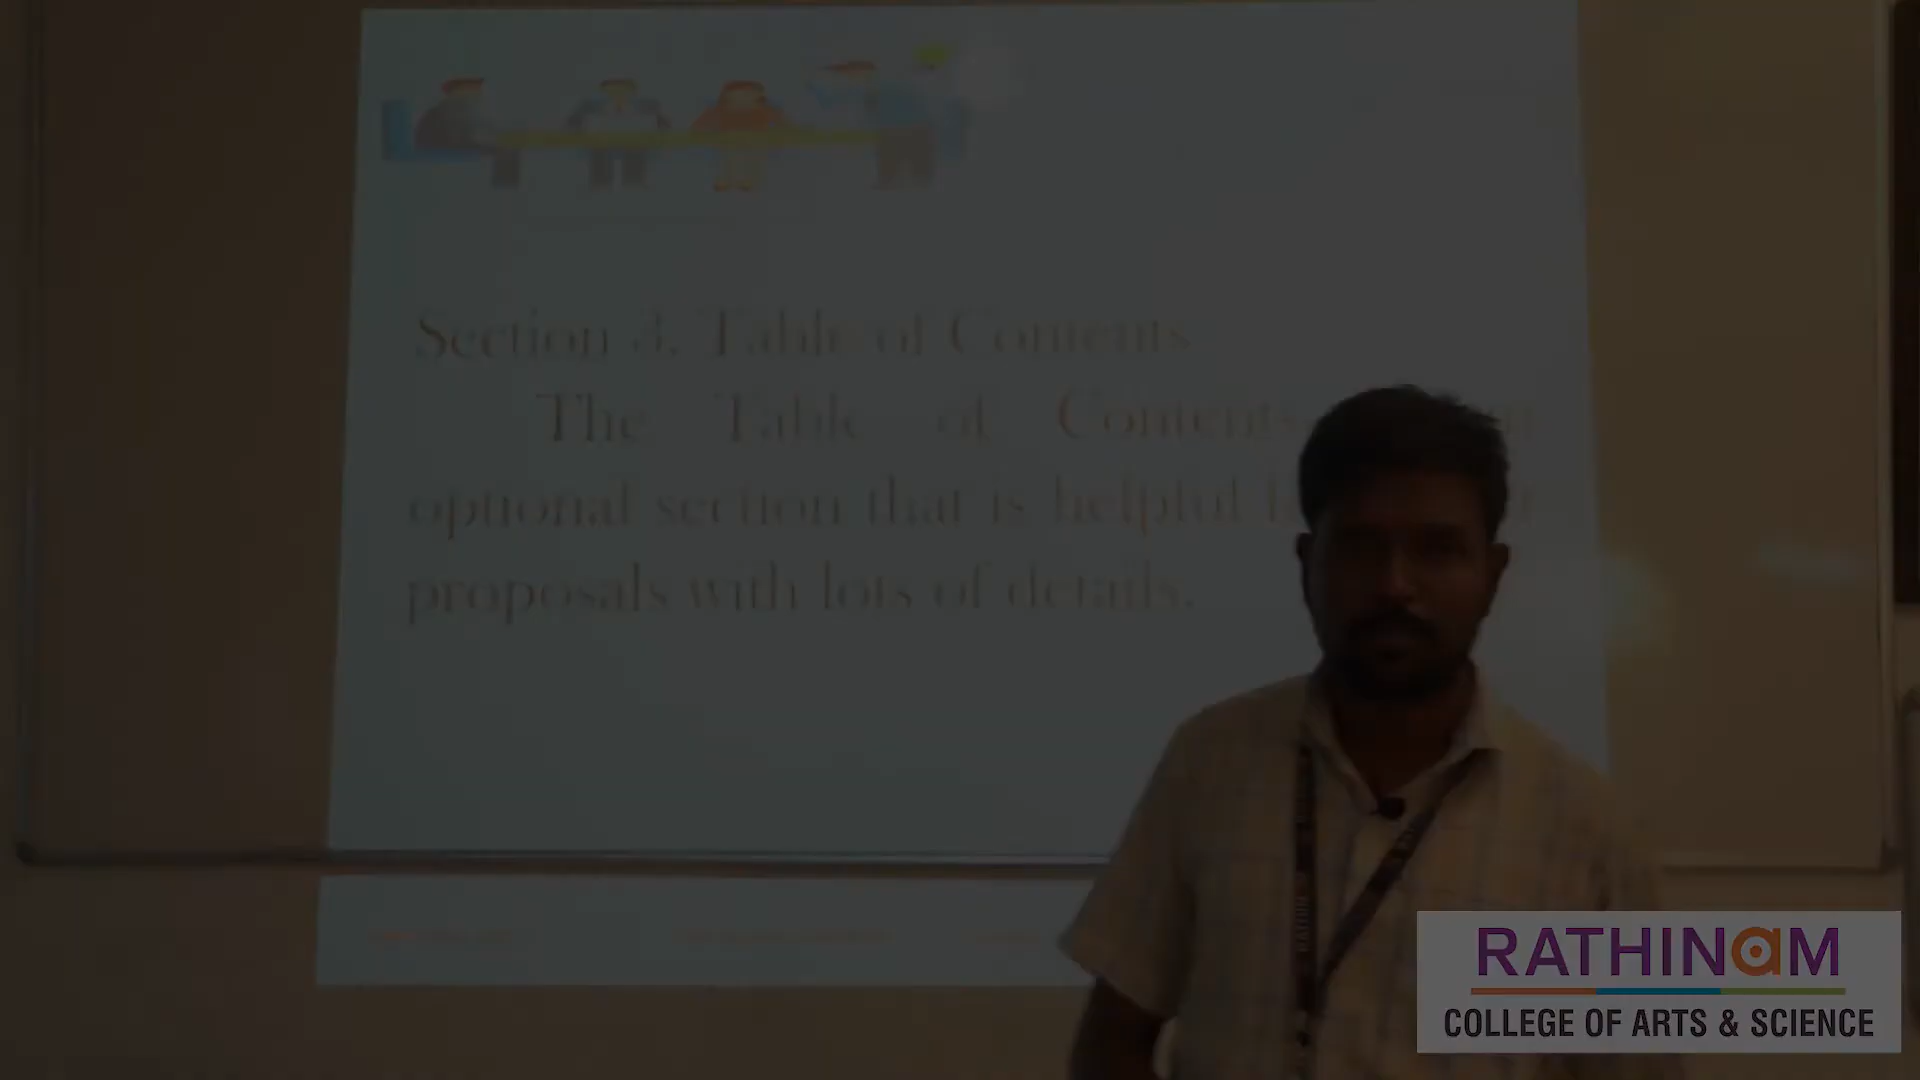 Section 3. Table of Contents
The Table of Contents
optional section that is helpful
proposals with lots of details.
RATHINAM
COLLEGE OF ARTS & SCIENCE